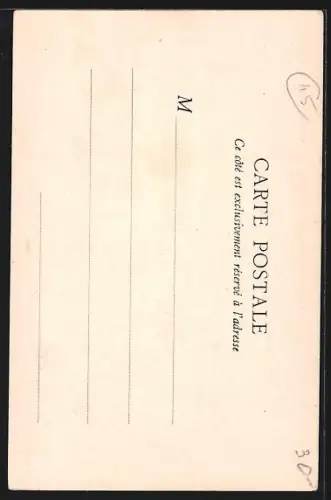 CARTE POSTALE
Ce côté est exclusivement réservé à l'adresse
M
45
30